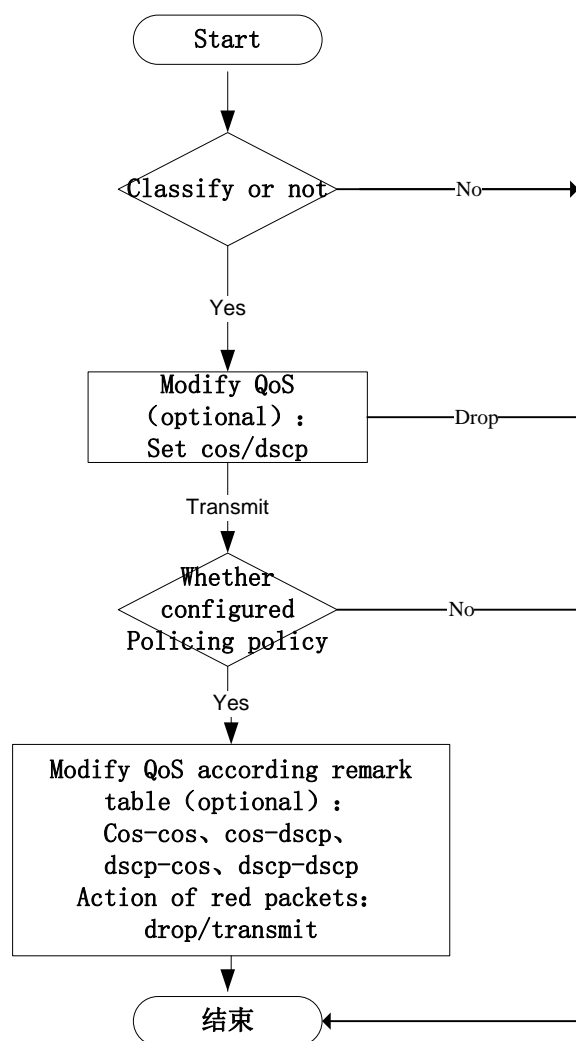 Start
Classify or not
No
Yes
Modify QoS
（optional）：
Set cos/dscp
Drop
Transmit
Whether
configured
Policing policy
No
Yes
Modify QoS according remark
table（optional）：
Cos-cos、cos-dscp、
dscp-cos、dscp-dscp
Action of red packets：
drop/transmit
结束